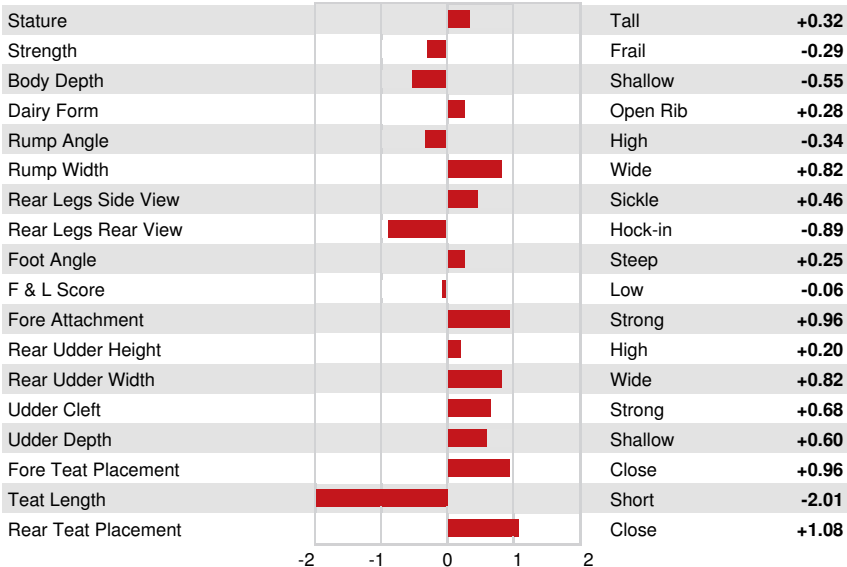 Stature Tall +0.32
Strength Frail -0.29
Body Depth Shallow -0.55
Dairy Form Open Rib +0.28
Rump Angle High -0.34
Rump Width Wide +0.82
Rear Legs Side View Sickle +0.46
Rear Legs Rear View Hock-in -0.89
Foot Angle Steep +0.25
F & L Score Low -0.06
Fore Attachment Strong +0.96
Rear Udder Height High +0.20
Rear Udder Width Wide +0.82
Udder Cleft Strong +0.68
Udder Depth Shallow +0.60
Fore Teat Placement Close +0.96
Teat Length Short -2.01
Rear Teat Placement Close +1.08
-2 -1 0 1 2